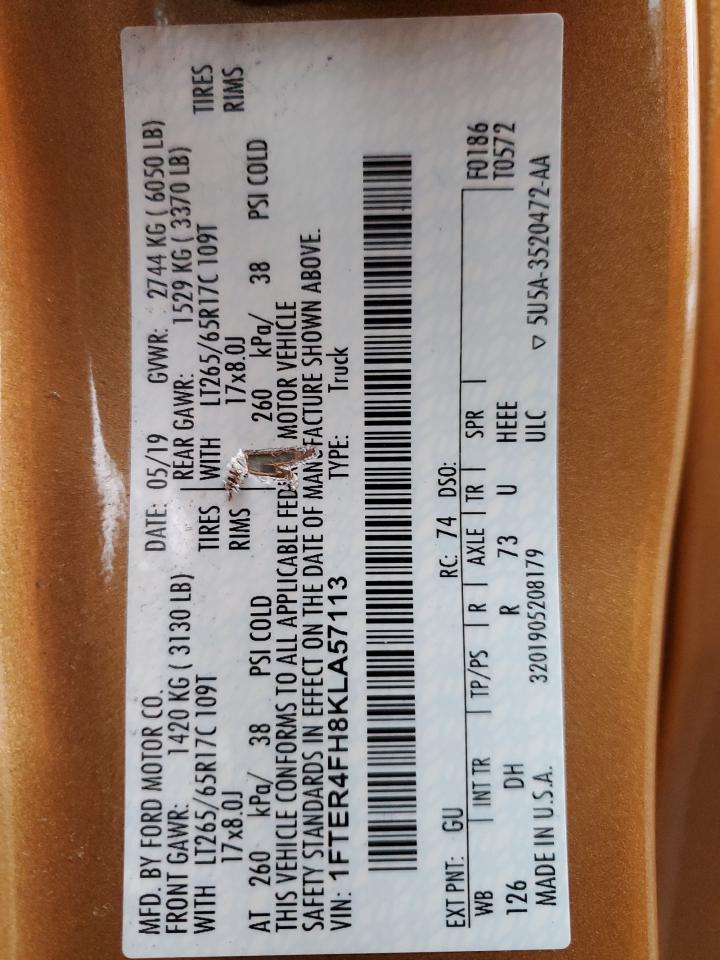 MFD. BY FORD MOTOR CO.
DATE: 05/19 GVWR: 2744 KG ( 6050 LB)
FRONT GAWR: 1420 KG ( 3130 LB) REAR GAWR: 1529 KG ( 3370 LB)
WITH LT265/65R17C 109T TIRES WITH LT265/65R17C 109T TIRES
17x8.0J RIMS 17x8.0J RIMS
AT 260 kPa/ 38 PSI COLD 260 kPa/ 38 PSI COLD
THIS VEHICLE CONFORMS TO ALL APPLICABLE MOTOR VEHICLE
SAFETY STANDARDS IN EFFECT ON THE DATE OF MANUFACTURE SHOWN ABOVE.
VIN: 1FTER4FH8KLA57113 TYPE: Truck
EXT PNT: GU RC: 74 DSO: F0186
WB INT TR TP/PS R AXLE TR SPR T0572
126 DH R 73 U HEEE
MADE IN U.S.A. 3201905208179 ULC ▽ 5U5A-3520472-AA